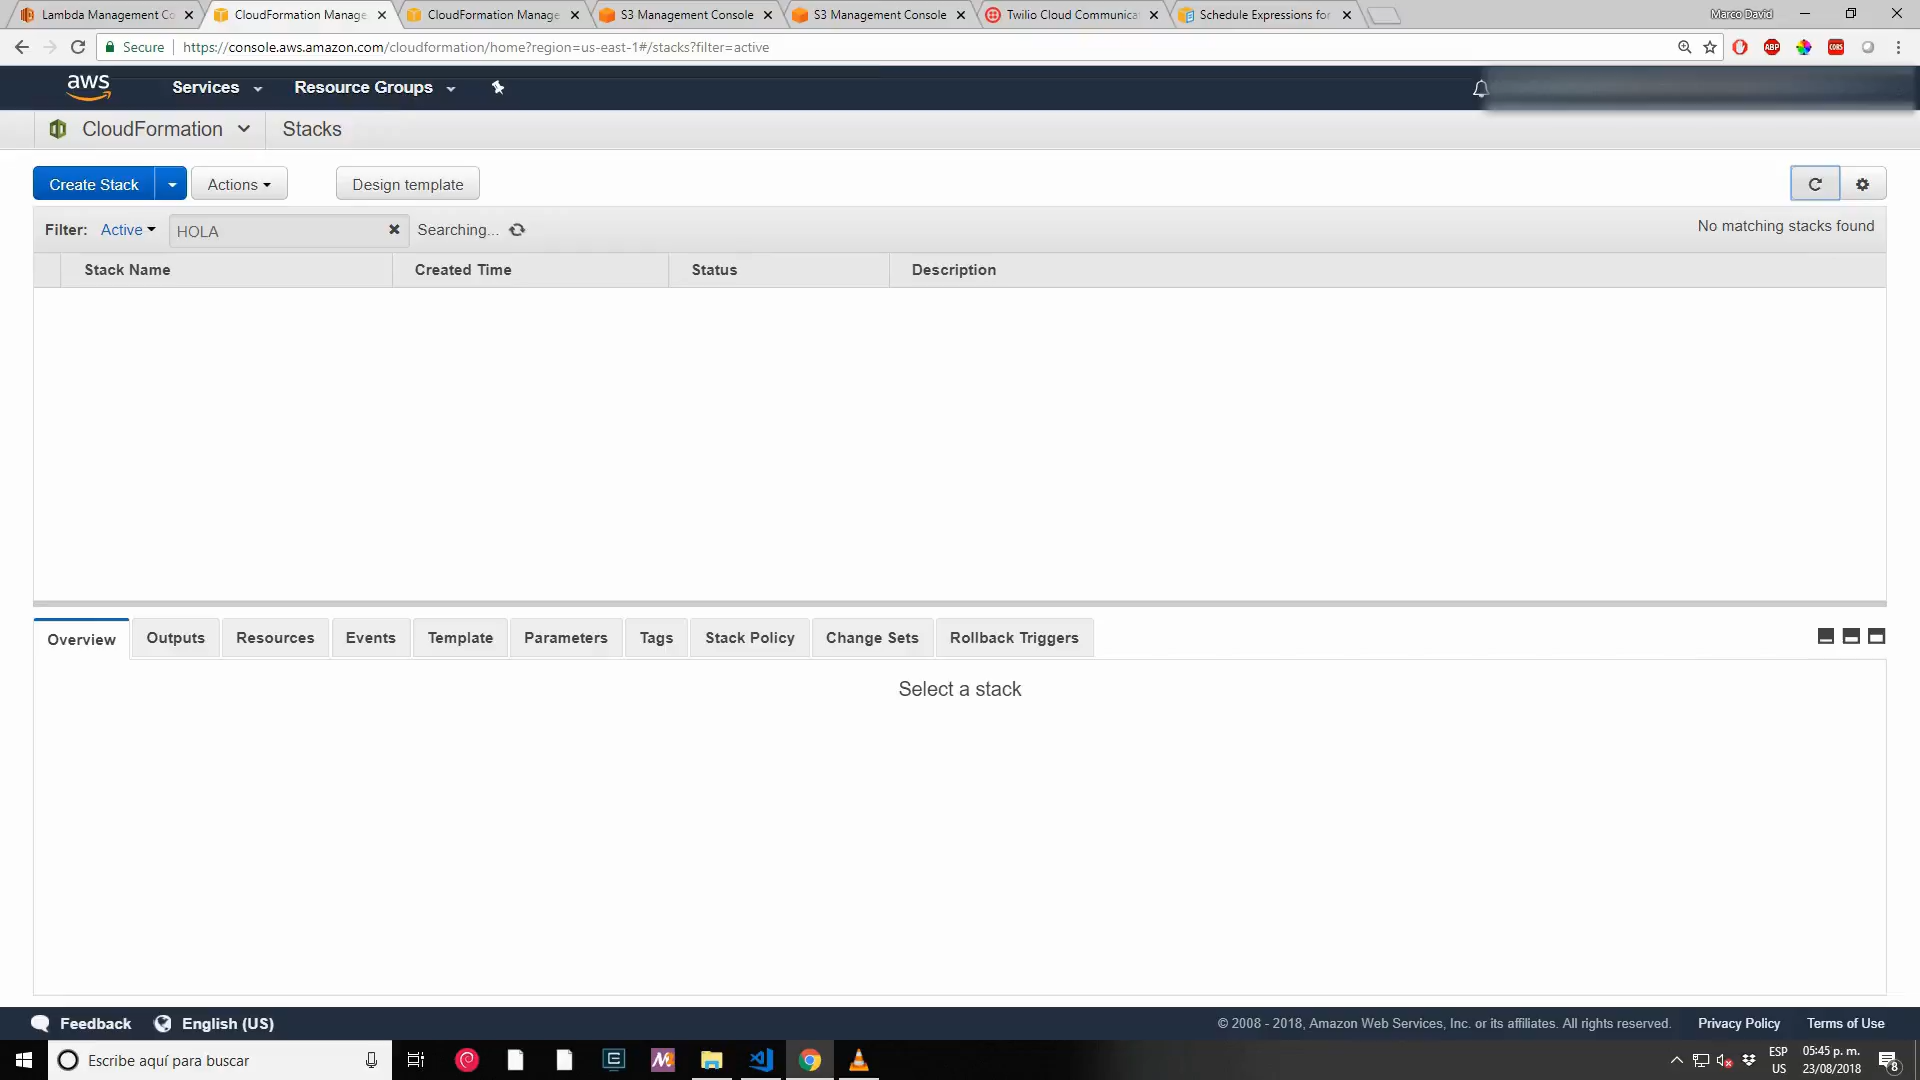 Lambda Management Co
CloudFormation Manage
CloudFormation Manage
S3 Management Console
S3 Management Console
Twilio Cloud Communica
Schedule Expressions for
Marco David
Secure
https://console.aws.amazon.com/cloudformation/home?region=us-east-1#/stacks?filter=active
ABP
CORS
aws
Services
Resource Groups
CloudFormation
Stacks
Create Stack
Actions
Design template
Filter: Active
HOLA
Searching...
No matching stacks found
Stack Name
Created Time
Status
Description
Overview
Outputs
Resources
Events
Template
Parameters
Tags
Stack Policy
Change Sets
Rollback Triggers
Select a stack
Feedback
English (US)
© 2008 - 2018, Amazon Web Services, Inc. or its affiliates. All rights reserved.
Privacy Policy
Terms of Use
Escribe aquí para buscar
ESP
US
05:45 p. m.
23/08/2018
8